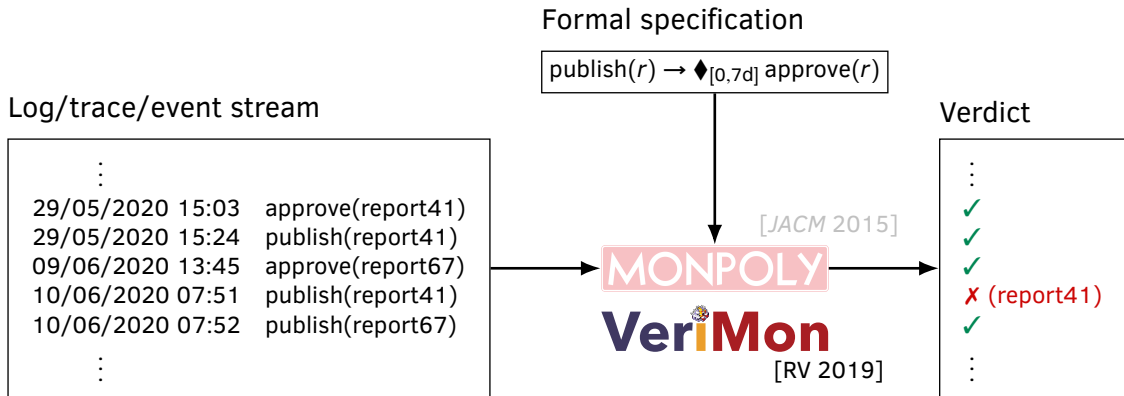 Formal specification
publish(r) → ♦[0,7d] approve(r)
Log/trace/event stream
⋮
29/05/2020 15:03 approve(report41)
29/05/2020 15:24 publish(report41)
09/06/2020 13:45 approve(report67)
10/06/2020 07:51 publish(report41)
10/06/2020 07:52 publish(report67)
⋮
[JACM 2015]
MONPOLY
VeriMon
[RV 2019]
Verdict
⋮
✓
✓
✓
✗ (report41)
✓
⋮